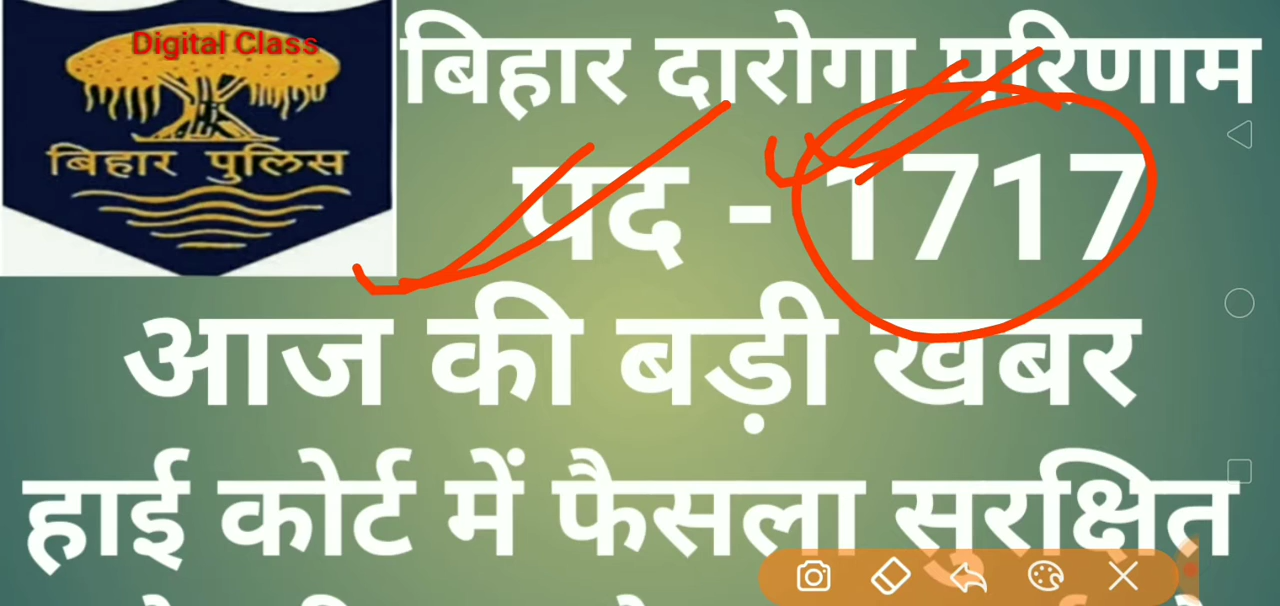 Digital Class
बिहार पुलिस
बिहार दारोगा परिणाम
पद - 1717
आज की बड़ी खबर
हाई कोर्ट में फैसला सुरक्षित